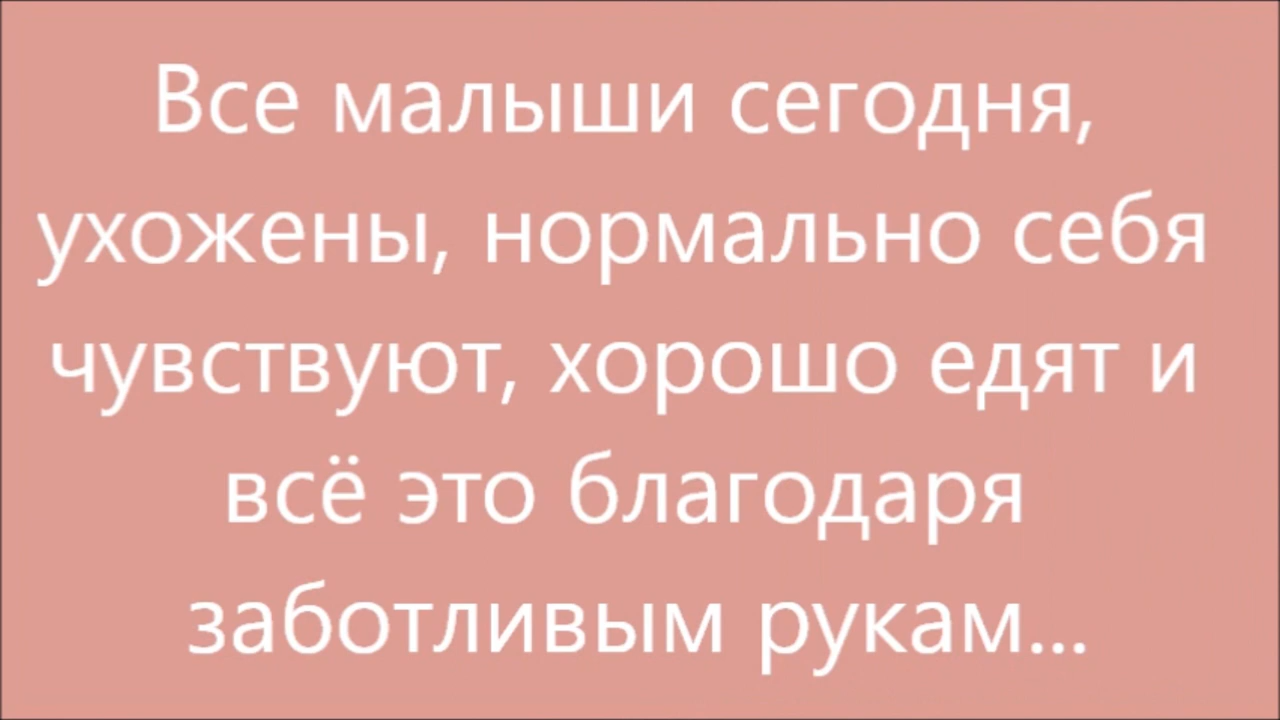 Все малыши сегодня,
ухожены, нормально себя
чувствуют, хорошо едят и
всё это благодаря
заботливым рукам...